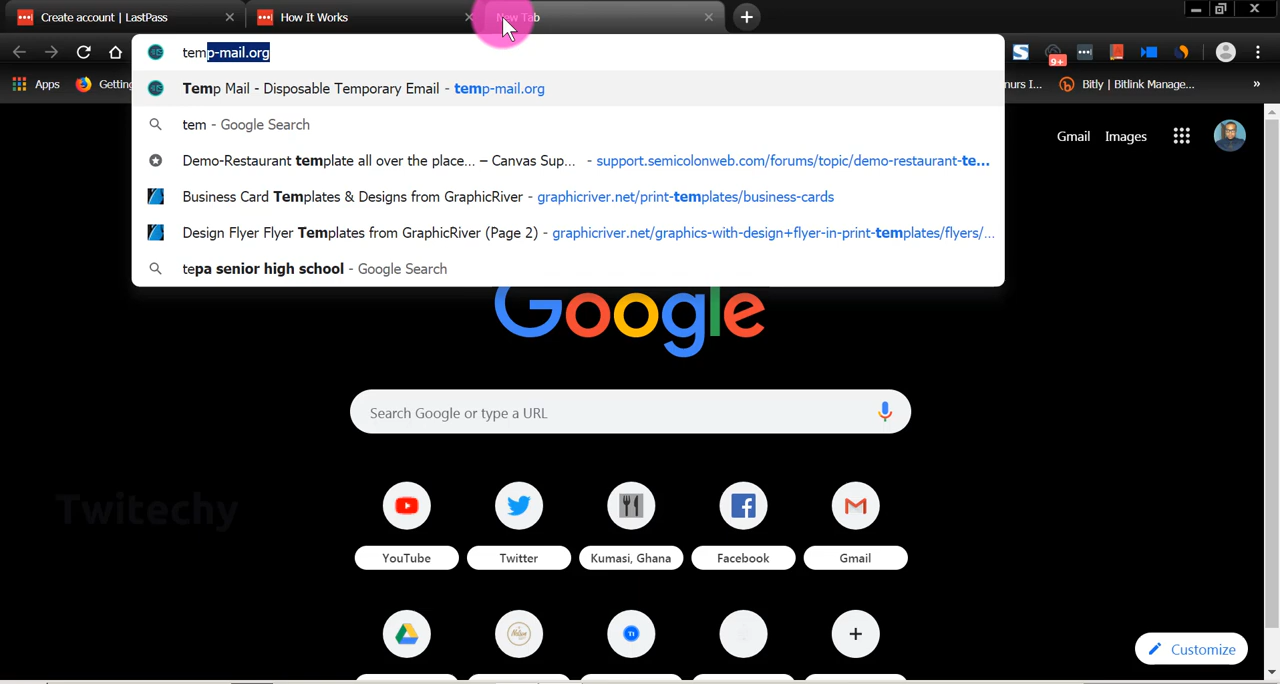 Create account | LastPass
How It Works
New Tab
temp-mail.org
9+
Apps
Getting
nurs I...
Bitly | Bitlink Manage...
»
Temp Mail - Disposable Temporary Email - temp-mail.org
tem - Google Search
Demo-Restaurant template all over the place... – Canvas Sup... - support.semicolonweb.com/forums/topic/demo-restaurant-te...
Business Card Templates & Designs from GraphicRiver - graphicriver.net/print-templates/business-cards
Design Flyer Flyer Templates from GraphicRiver (Page 2) - graphicriver.net/graphics-with-design+flyer-in-print-templates/flyers/...
tepa senior high school - Google Search
Gmail
Images
Google
Search Google or type a URL
Twitechy
YouTube
Twitter
Kumasi, Ghana
Facebook
Gmail
Customize